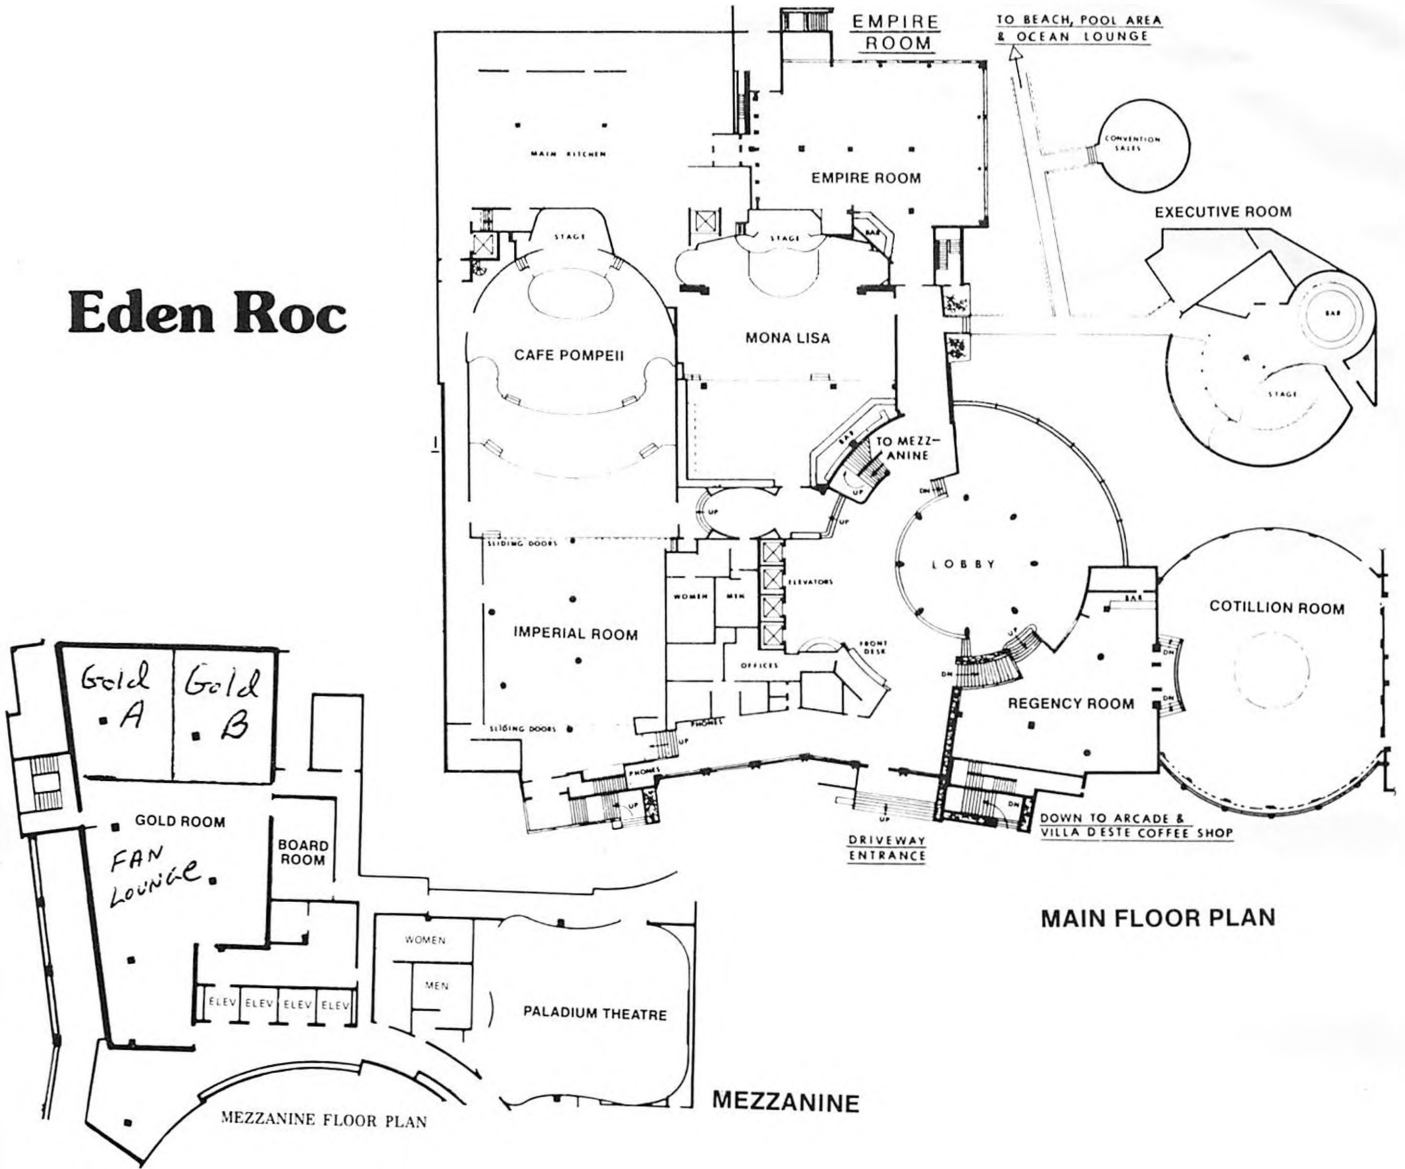 EMPIRE
ROOM
TO BEACH, POOL AREA
& OCEAN LOUNGE
MAIN KITCHEN
CONVENTION
SALES
EMPIRE ROOM
EXECUTIVE ROOM
STAGE
STAGE
BAR
Eden Roc
BAR
CAFE POMPEII
MONA LISA
STAGE
BAR
TO MEZZ-
ANINE
UP
DN
UP
UP
SLIDING DOORS
ELEVATORS
LOBBY
WOMEN
MEN
BAR
COTILLION ROOM
IMPERIAL ROOM
UP
FRONT
DESK
OFFICES
DN
DN
DN
REGENCY ROOM
SLIDING DOORS
PHONES
UP
PHONES
UP
UP
DN
DRIVEWAY
ENTRANCE
DOWN TO ARCADE &
VILLA DESTE COFFEE SHOP
MAIN FLOOR PLAN
Gold
A
Gold
B
GOLD ROOM
FAN
LOUNGE
BOARD
ROOM
WOMEN
MEN
ELEV ELEV ELEV ELEV
PALADIUM THEATRE
MEZZANINE
MEZZANINE FLOOR PLAN